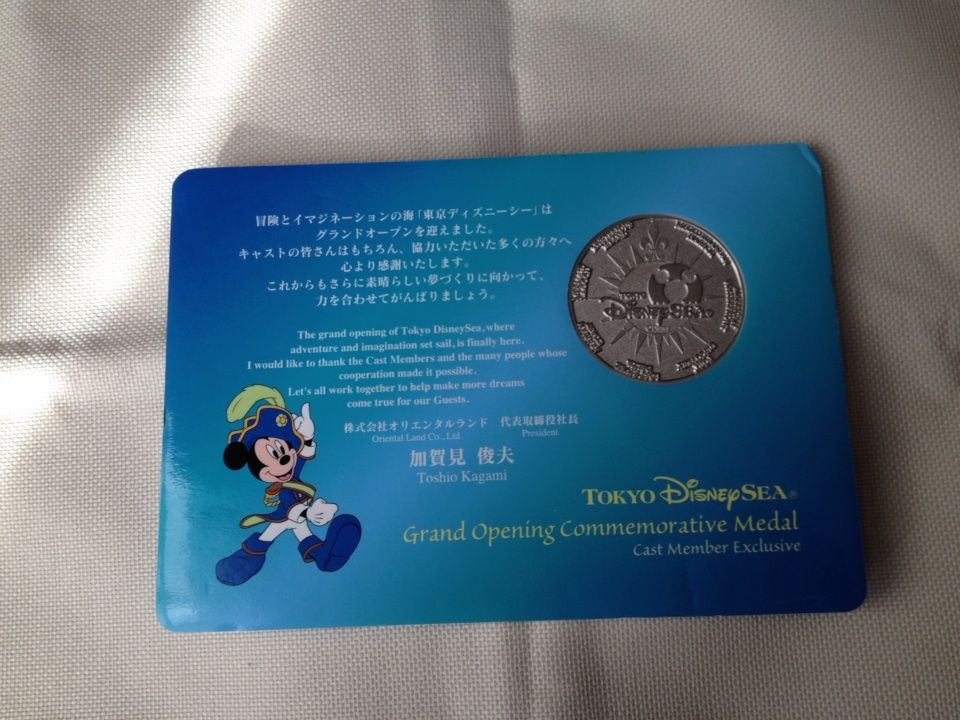 冒険とイマジネーションの海「東京ディズニーシー」は
グランドオープンを迎えました。
キャストの皆さんはもちろん、協力いただいた多くの方々へ
心より感謝いたします。
これからもさらに素晴らしい夢づくりに向かって、
力を合わせてがんばりましょう。
The grand opening of Tokyo DisneySea, where
adventure and imagination set sail, is finally here.
I would like to thank the Cast Members and the many people whose
cooperation made it possible.
Let's all work together to help make more dreams
come true for our Guests.
株式会社オリエンタルランド 代表取締役社長
Oriental Land Co., Ltd. President
加賀見 俊夫
Toshio Kagami
TOKYO
DISNEYSEA
TOKYO DISNEYSEA®
Grand Opening Commemorative Medal
Cast Member Exclusive